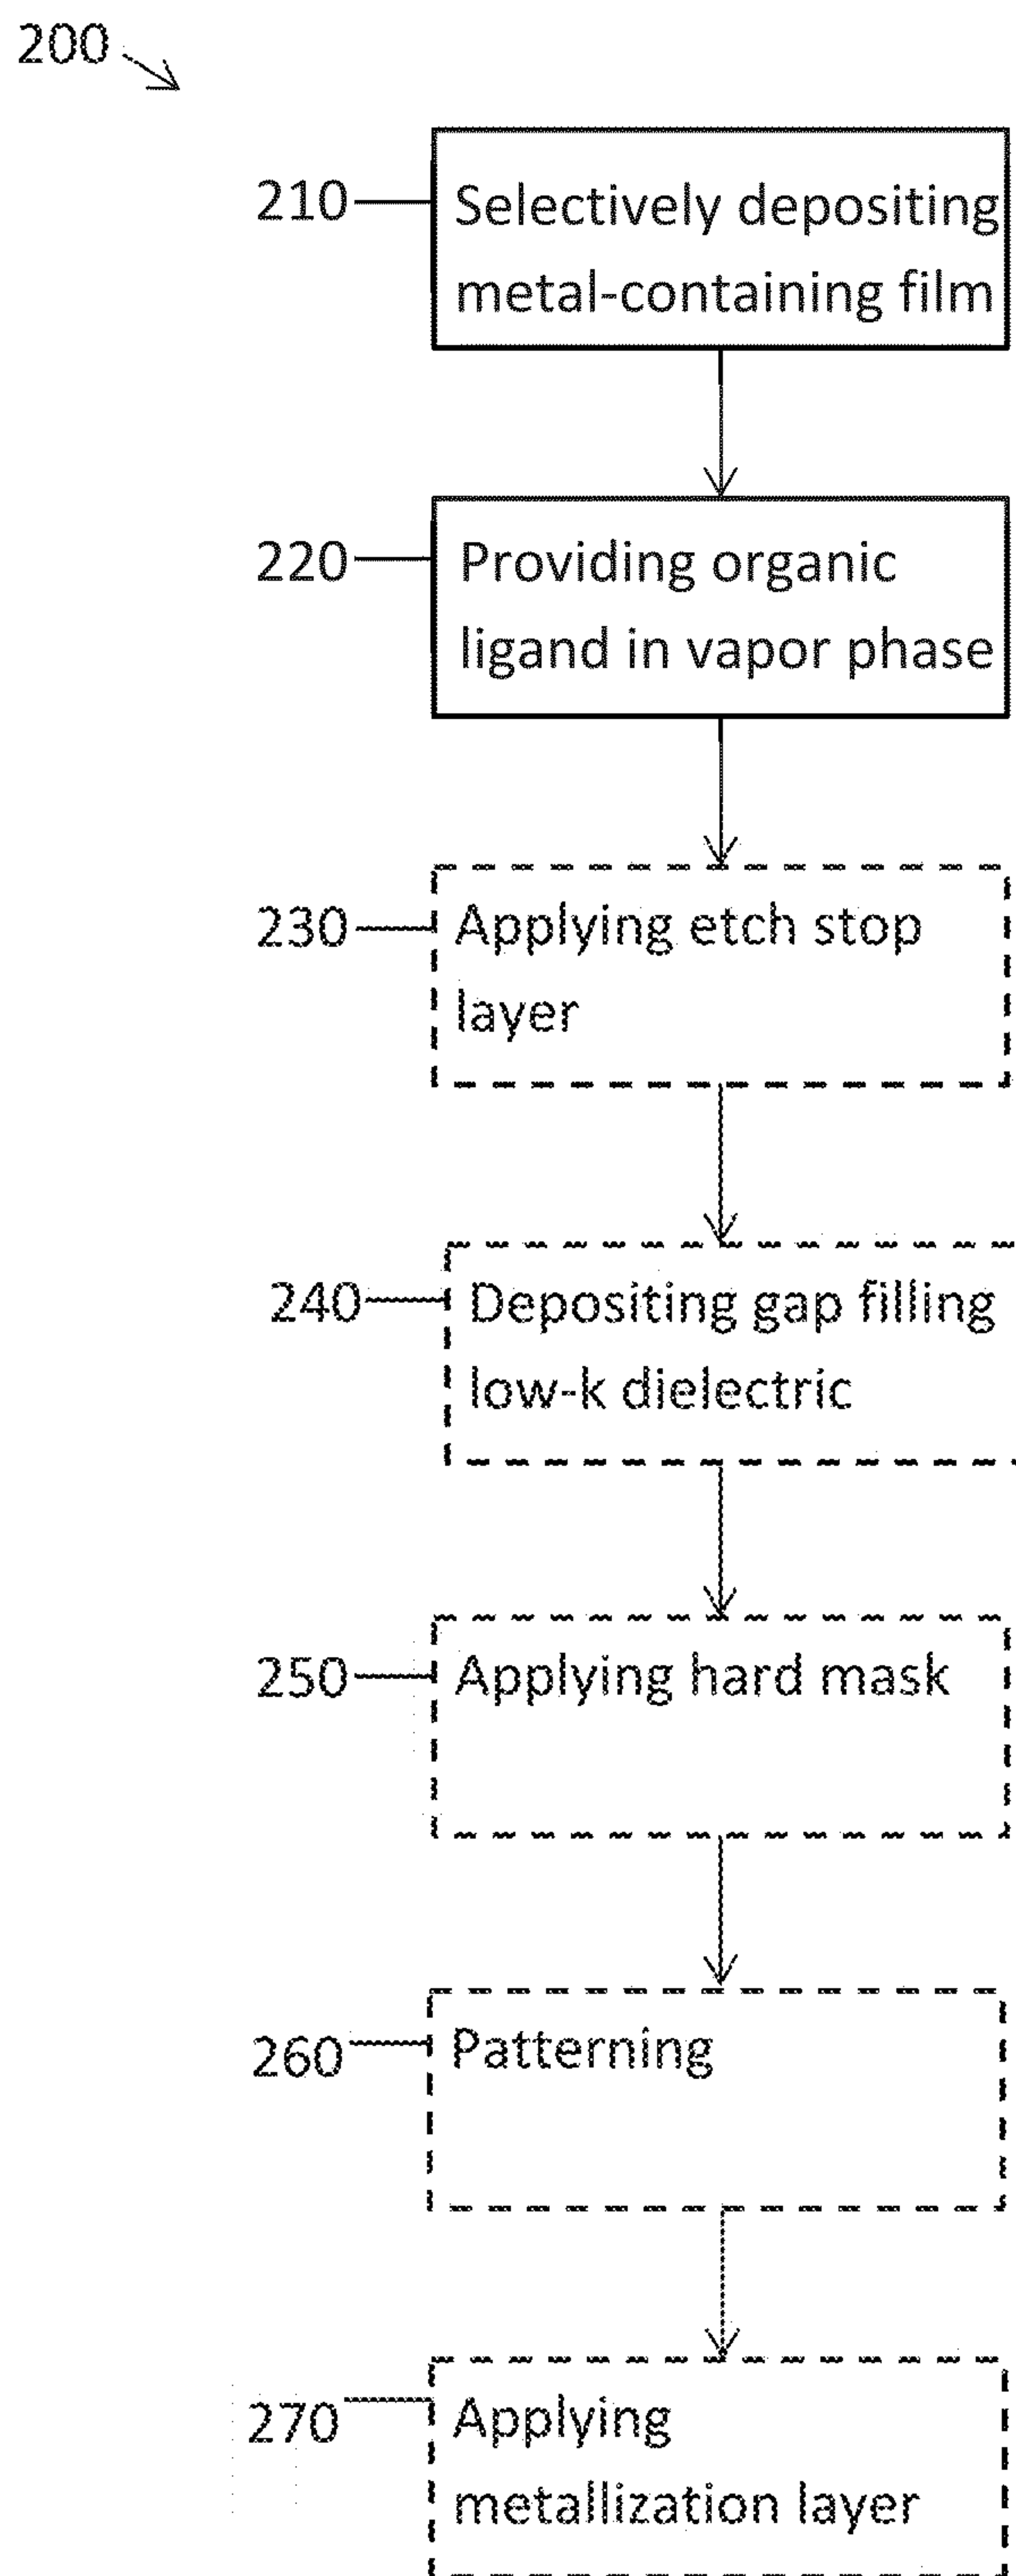 200
210
Selectively depositing
metal-containing film
220
Providing organic
ligand in vapor phase
230
Applying etch stop
layer
240
Depositing gap filling
low-k dielectric
250
Applying hard mask
260
Patterning
270
Applying
metallization layer